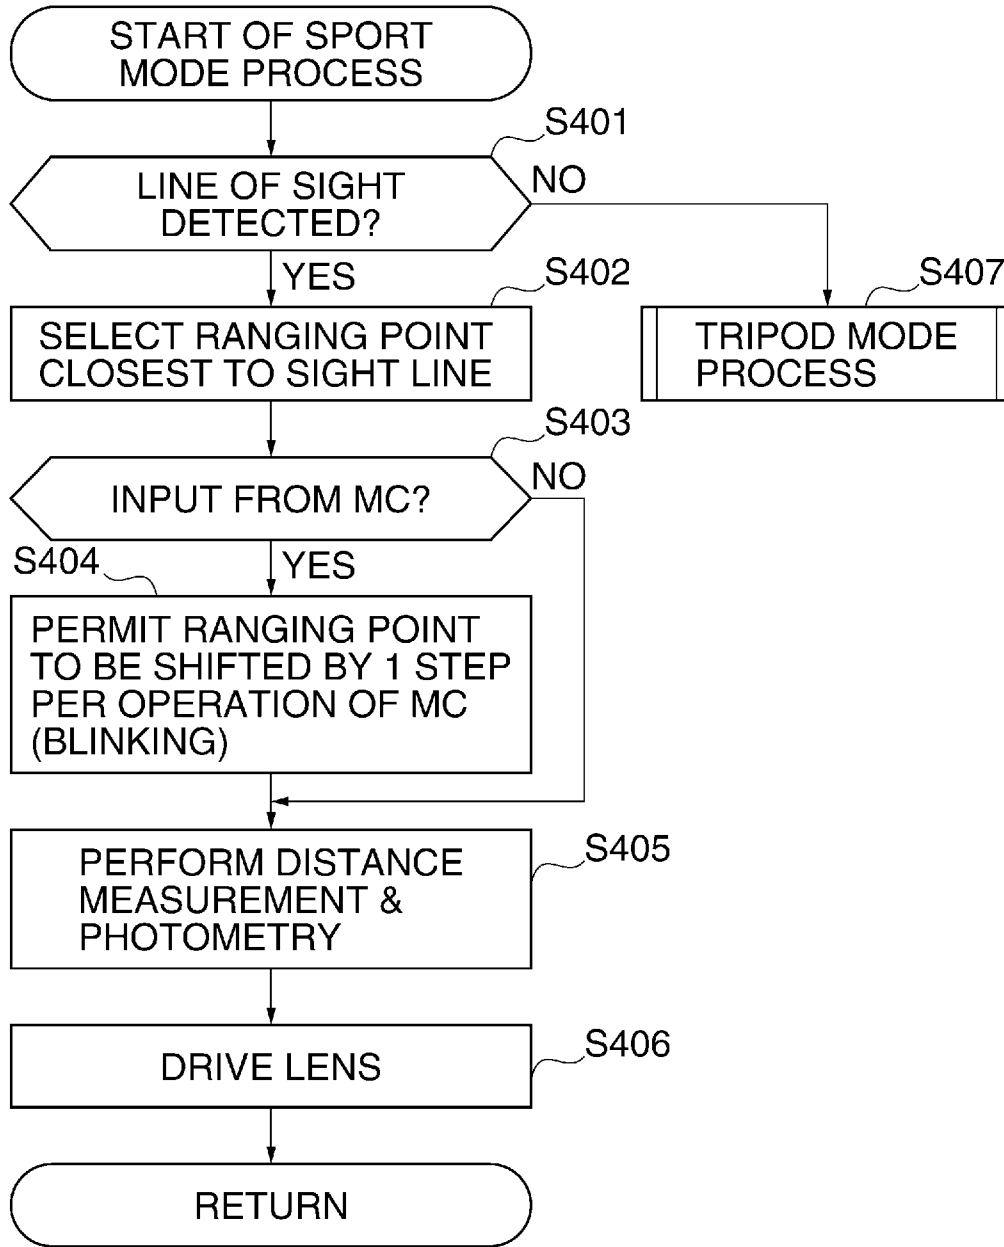 START OF SPORT
MODE PROCESS
S401
LINE OF SIGHT
DETECTED?
NO
YES
S402
SELECT RANGING POINT
CLOSEST TO SIGHT LINE
S407
TRIPOD MODE
PROCESS
S403
INPUT FROM MC?
NO
YES
S404
PERMIT RANGING POINT
TO BE SHIFTED BY 1 STEP
PER OPERATION OF MC
(BLINKING)
S405
PERFORM DISTANCE
MEASUREMENT &
PHOTOMETRY
S406
DRIVE LENS
RETURN